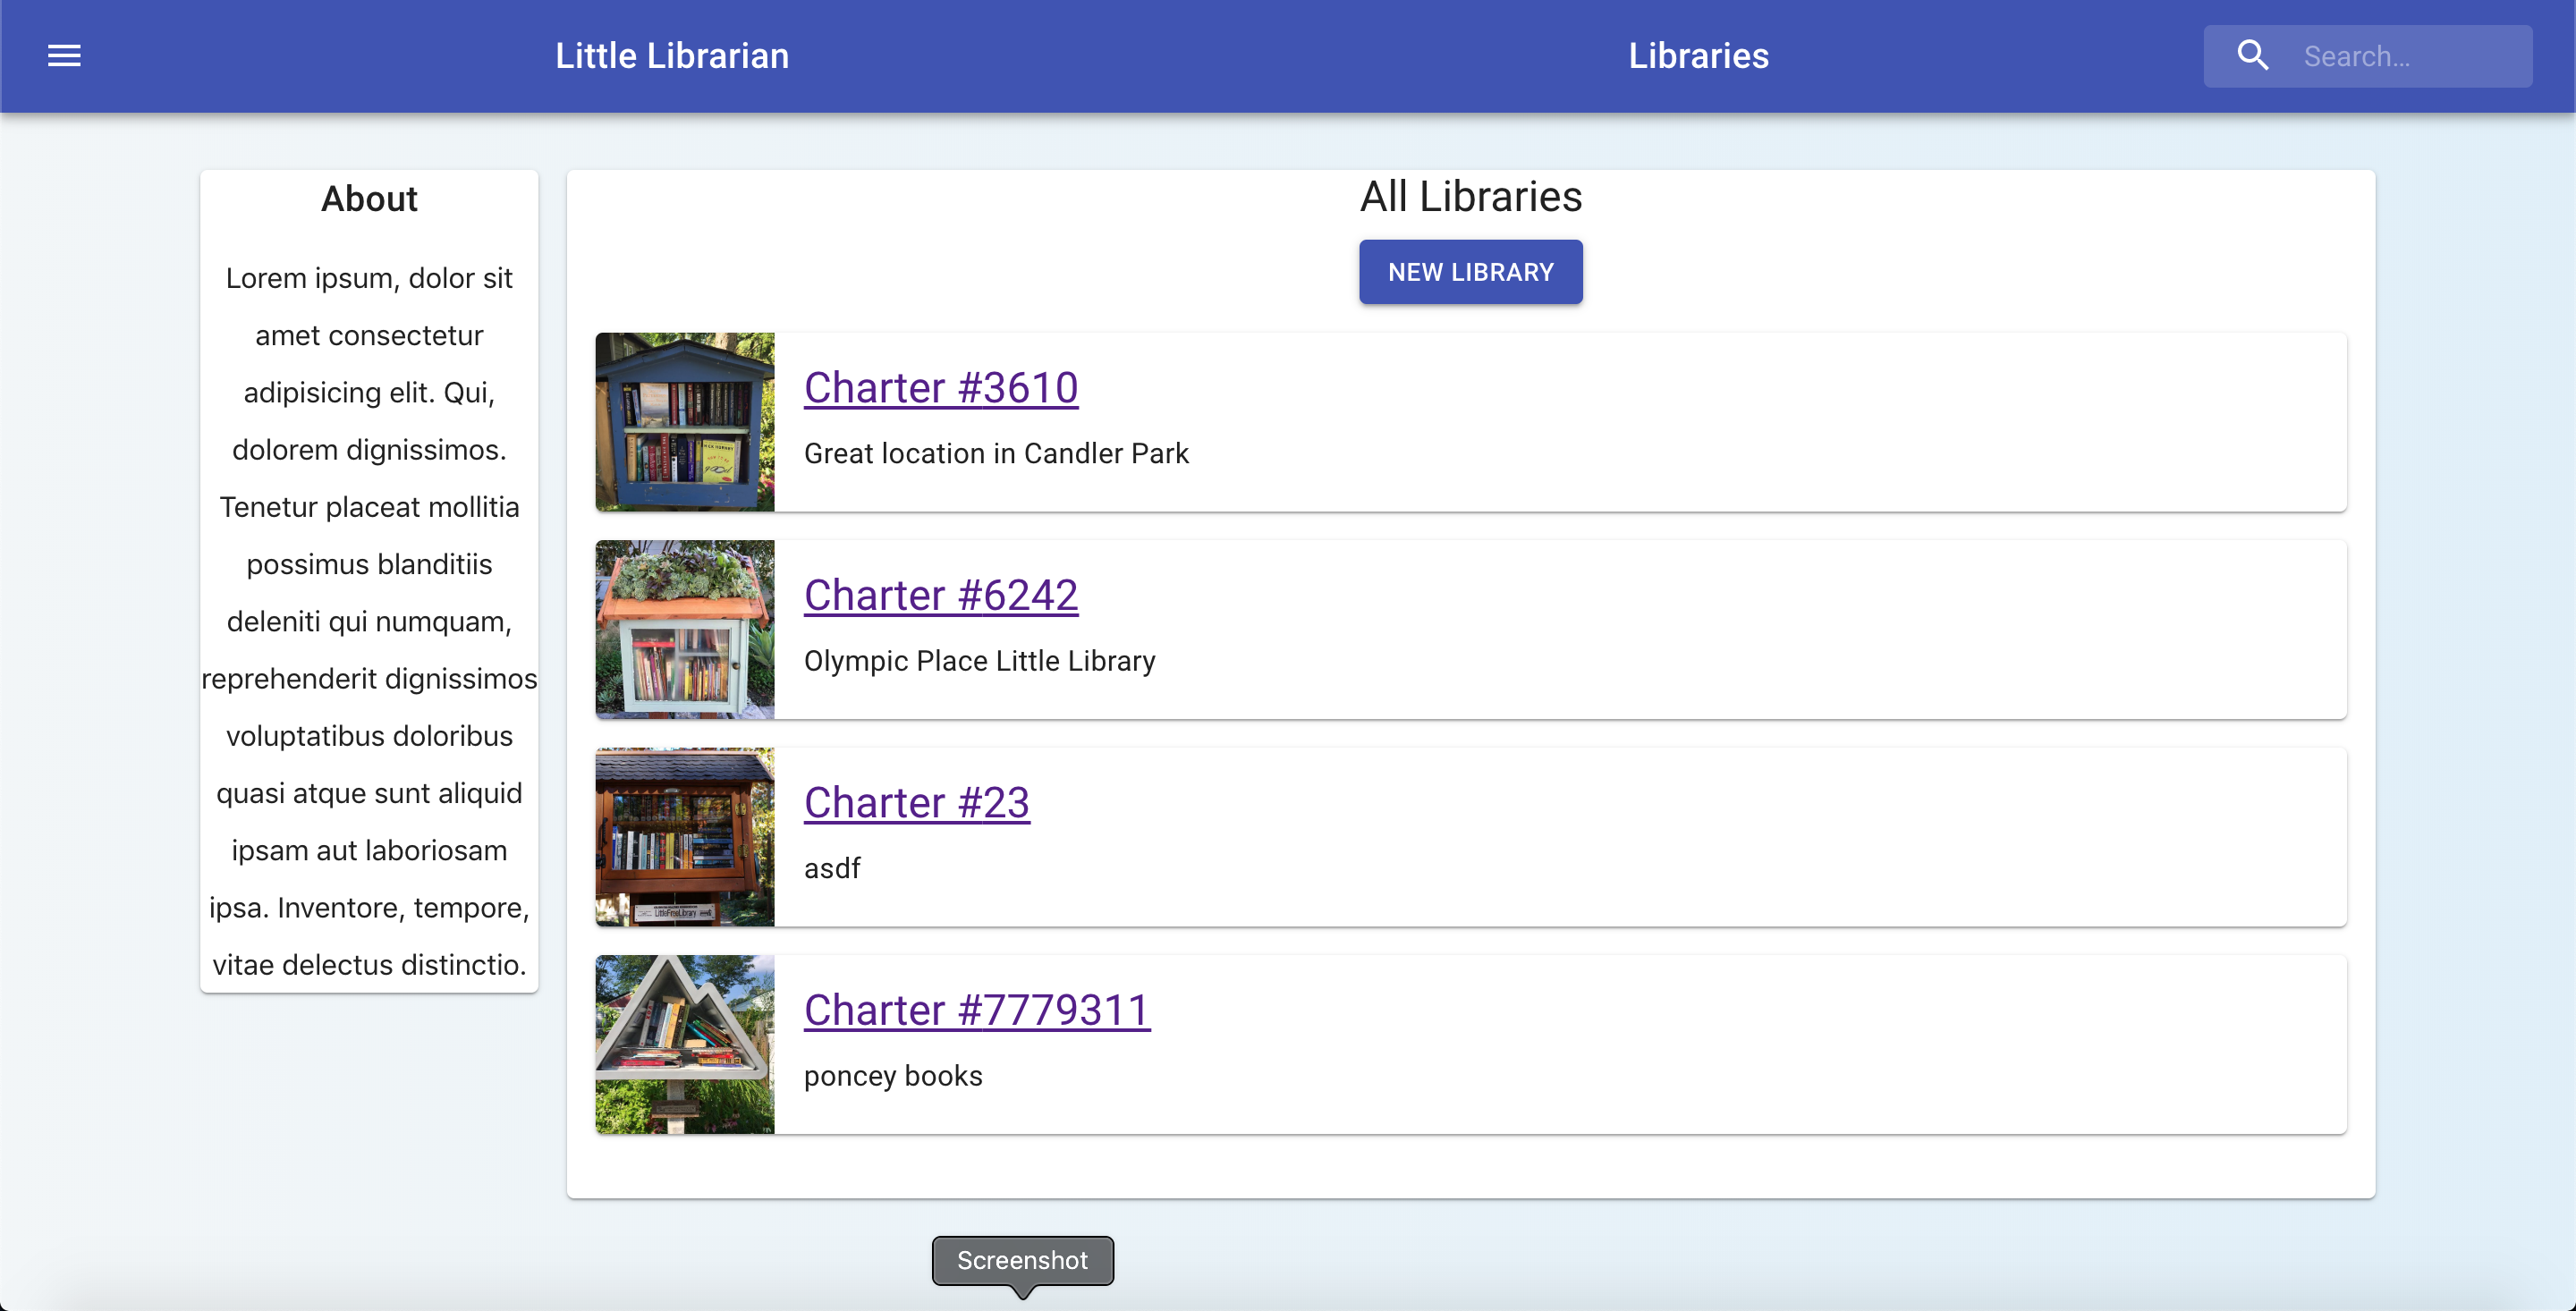 Little Librarian
Libraries
Search…
About
Lorem ipsum, dolor sit
amet consectetur
adipisicing elit. Qui,
dolorem dignissimos.
Tenetur placeat mollitia
possimus blanditiis
deleniti qui numquam,
reprehenderit dignissimos
voluptatibus doloribus
quasi atque sunt aliquid
ipsam aut laboriosam
ipsa. Inventore, tempore,
vitae delectus distinctio.
All Libraries
NEW LIBRARY
Charter #3610
Great location in Candler Park
Charter #6242
Olympic Place Little Library
Charter #23
asdf
LittleFreeLibrary
Charter #7779311
poncey books
Screenshot